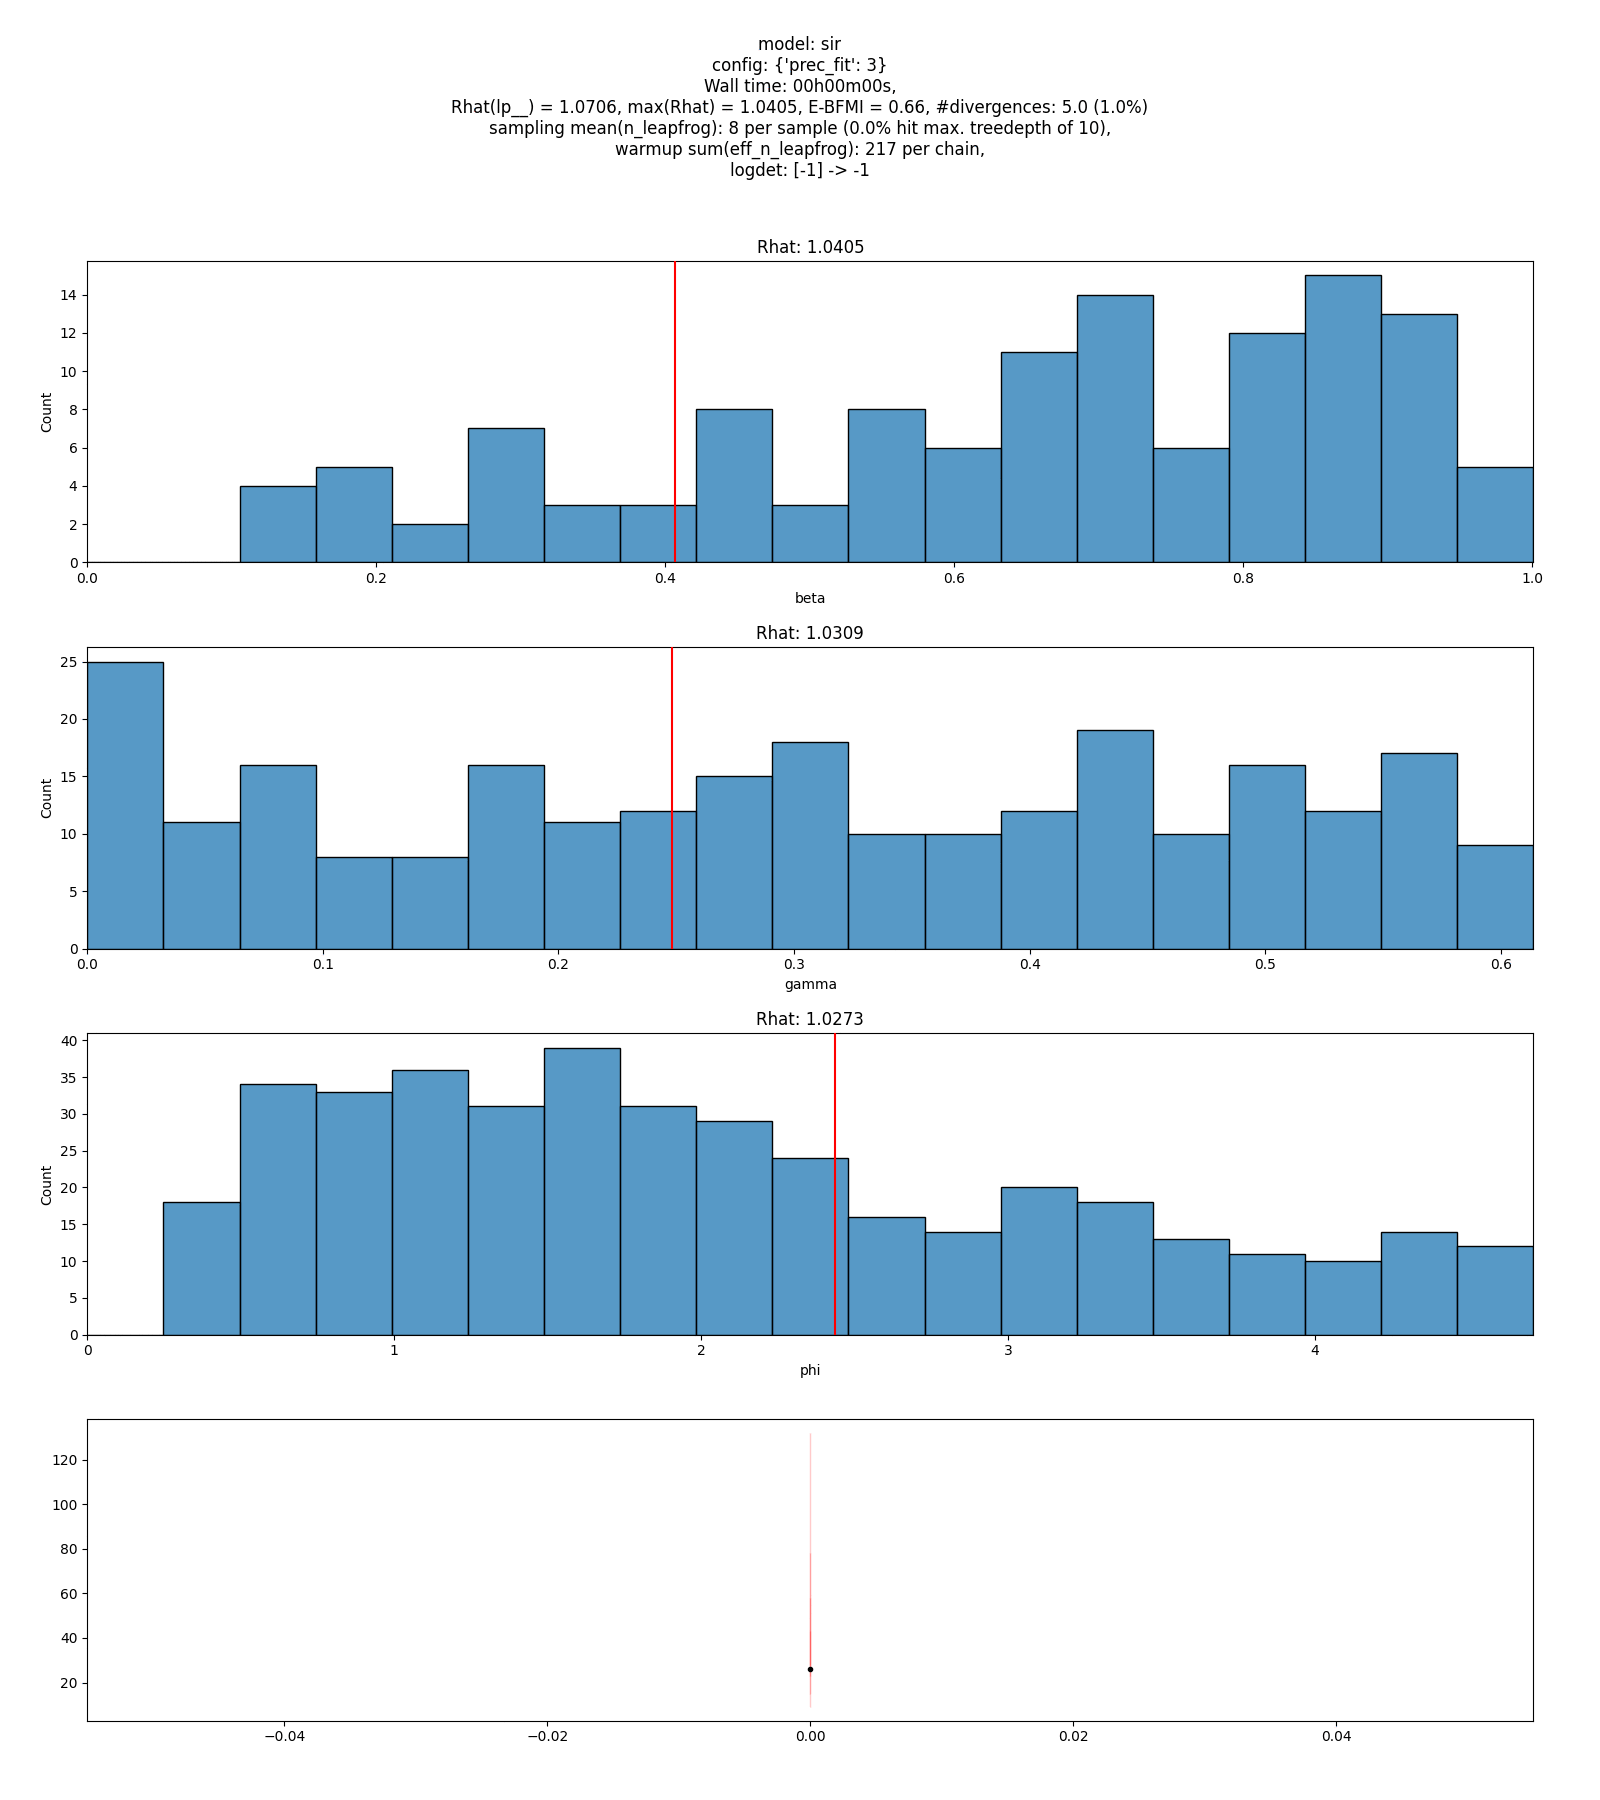 model: sir
config: {'prec_fit': 3}
Wall time: 00h00m00s,
Rhat(lp__) = 1.0706, max(Rhat) = 1.0405, E-BFMI = 0.66, #divergences: 5.0 (1.0%)
sampling mean(n_leapfrog): 8 per sample (0.0% hit max. treedepth of 10),
warmup sum(eff_n_leapfrog): 217 per chain,
logdet: [-1] -> -1
Rhat: 1.0405
14
12
10
8
6
4
2
0
Count
0.0 0.2 0.4 0.6 0.8 1.0
beta
Rhat: 1.0309
25
20
15
10
5
0
Count
0.0 0.1 0.2 0.3 0.4 0.5 0.6
gamma
Rhat: 1.0273
40
35
30
25
20
15
10
5
0
Count
0 1 2 3 4
phi
120
100
80
60
40
20
−0.04 −0.02 0.00 0.02 0.04